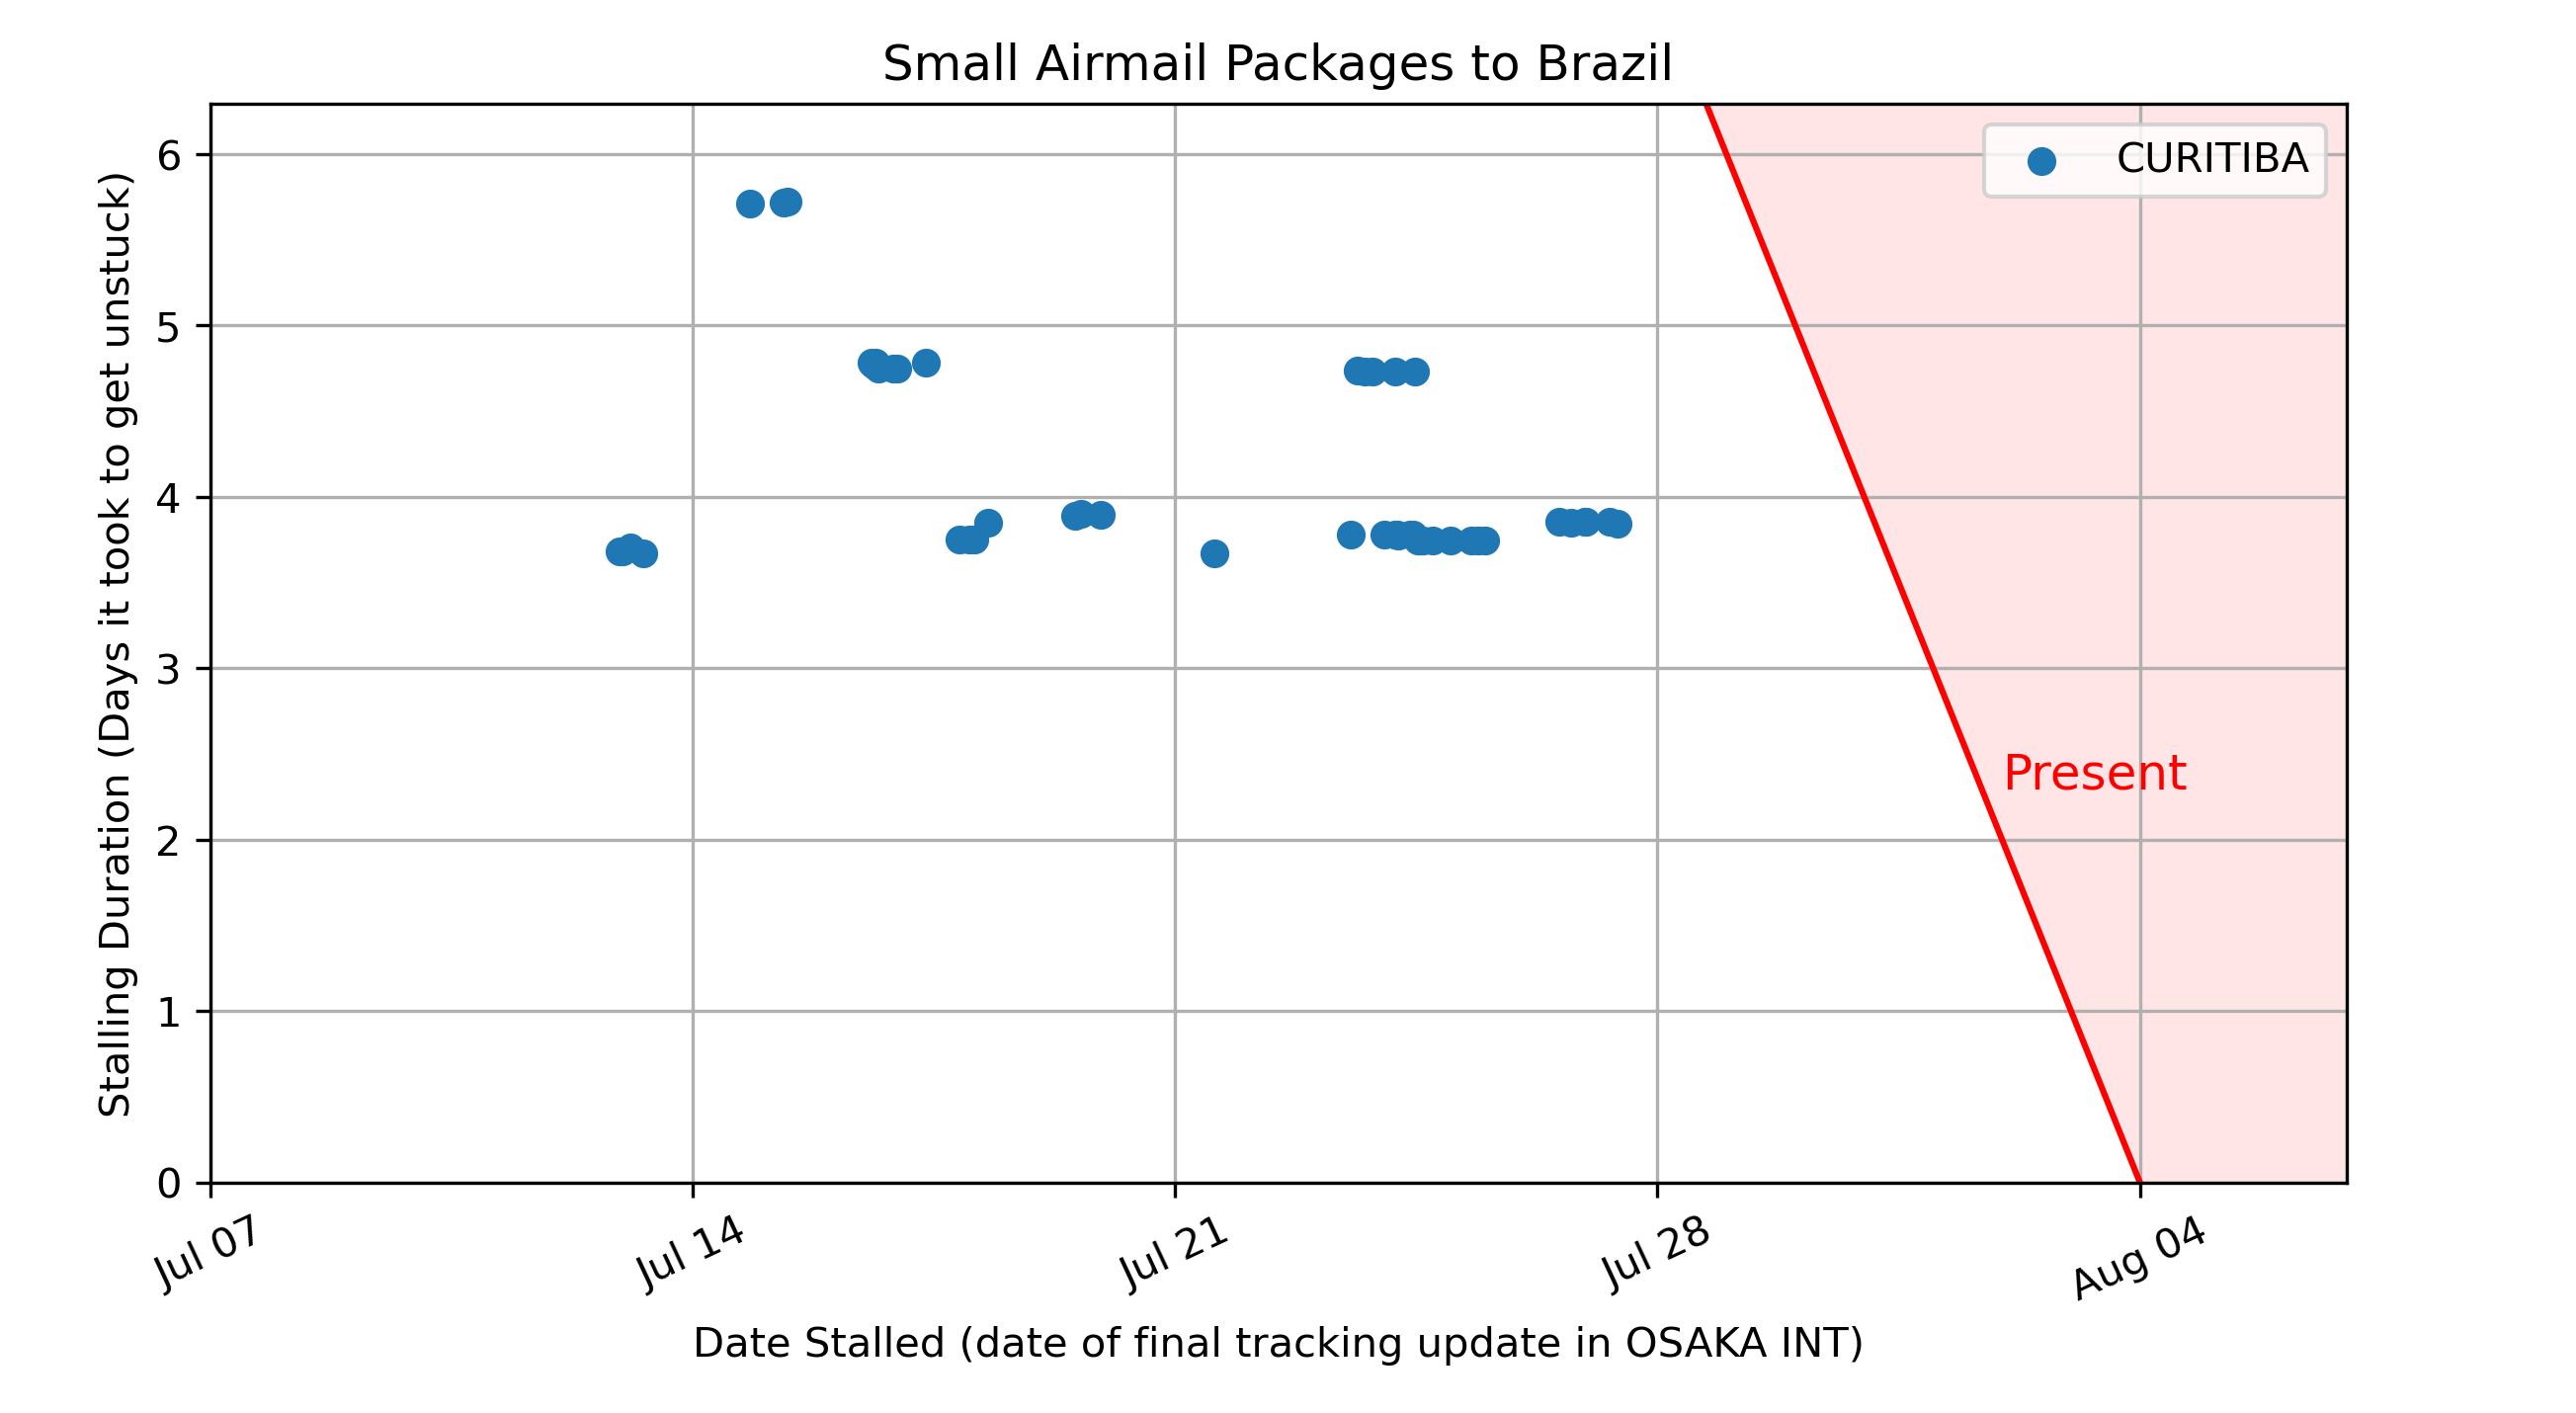 Small Airmail Packages to Brazil
CURITIBA
Stalling Duration (Days it took to get unstuck)
6
5
4
3
2
1
0
Present
Jul 07
Jul 14
Jul 21
Jul 28
Aug 04
Date Stalled (date of final tracking update in OSAKA INT)